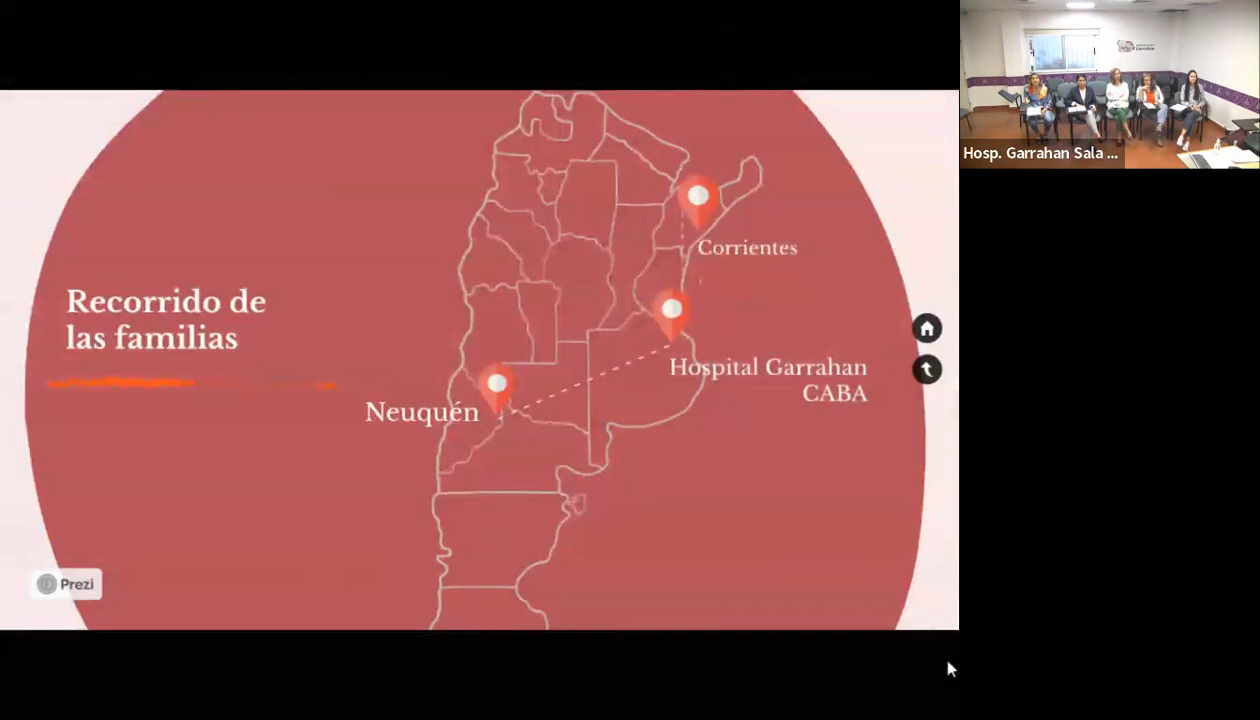 Recorrido de
las familias
Corrientes
Hospital Garrahan
CABA
Neuquén
Prezi
Hosp. Garrahan Sala ...